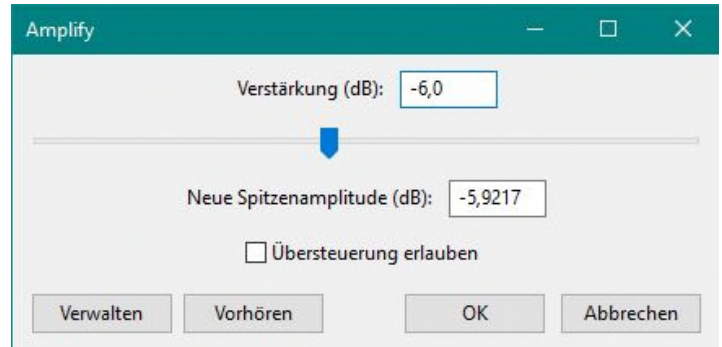 Amplify
Verstärkung (dB): -6,0
Neue Spitzenamplitude (dB): -5,9217
Übersteuerung erlauben
Verwalten Vorhören OK Abbrechen